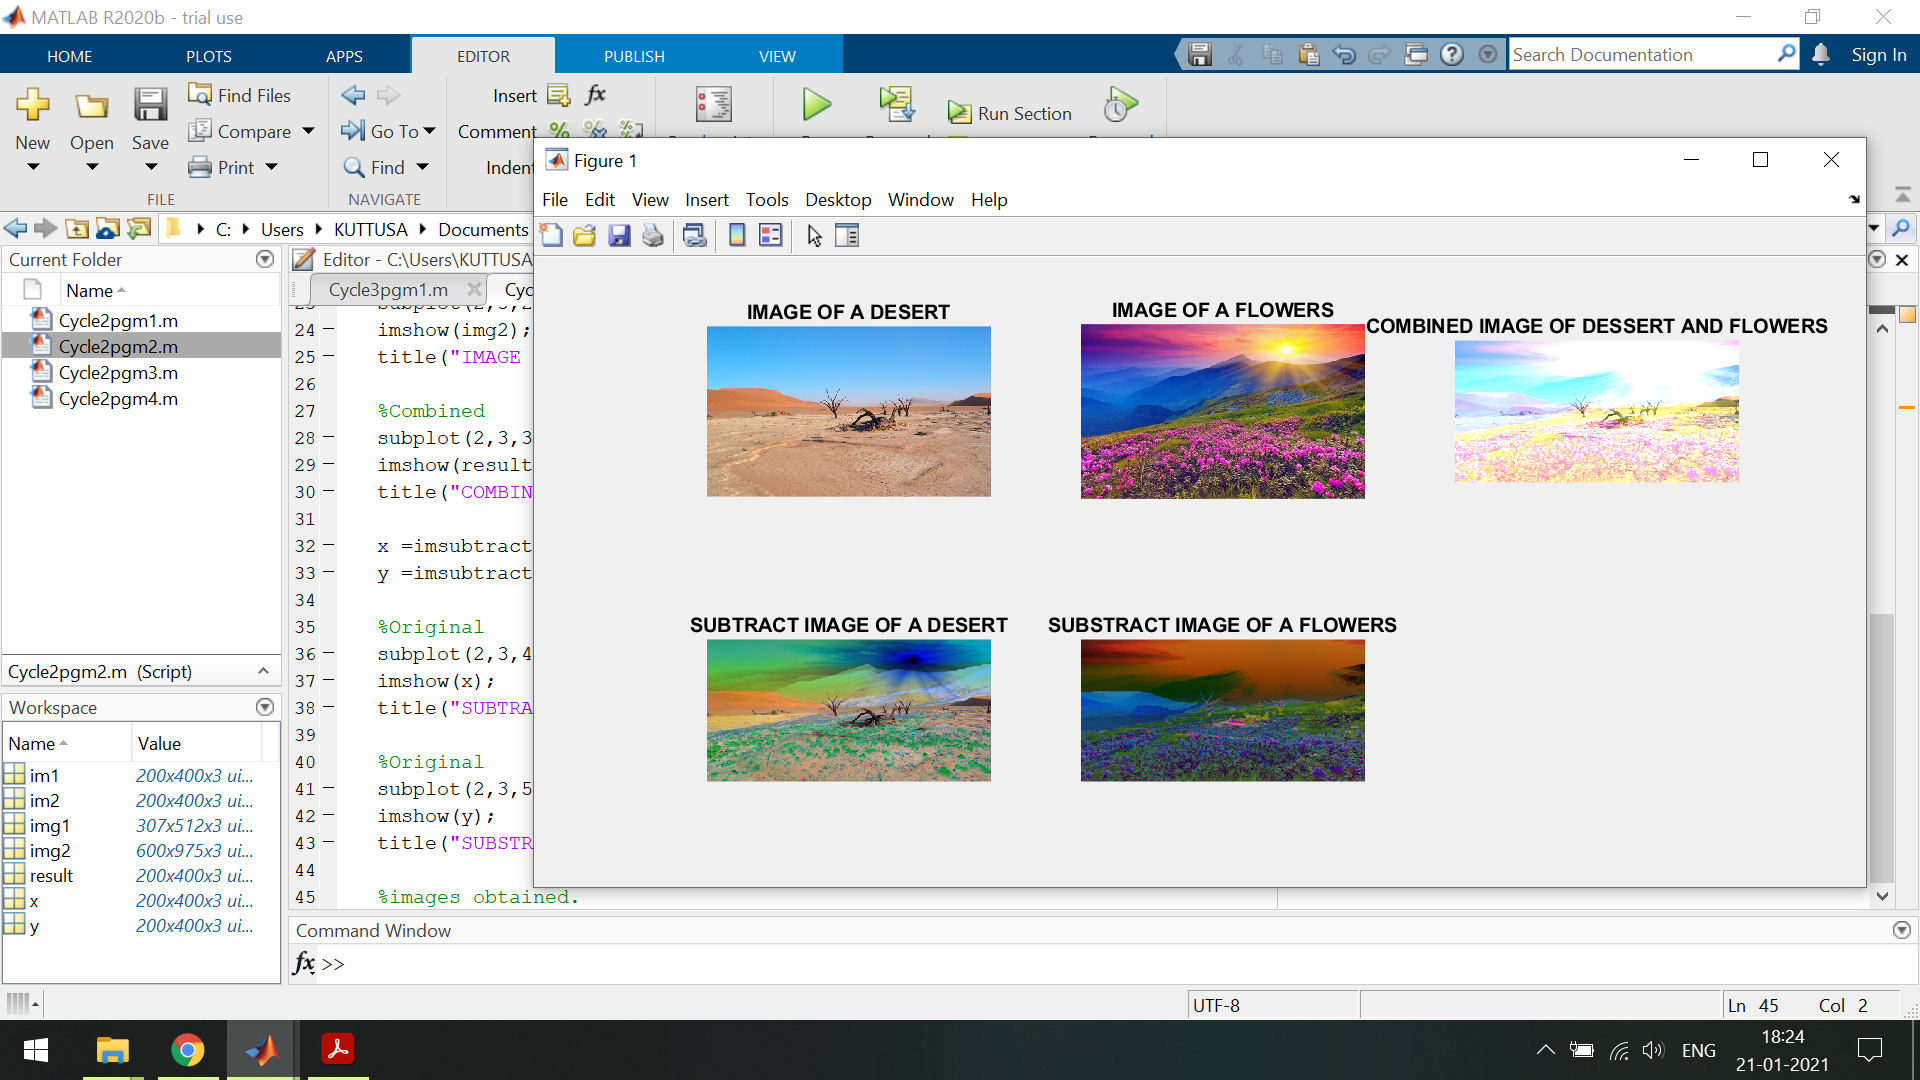 MATLAB R2020b - trial use
HOME PLOTS APPS EDITOR PUBLISH VIEW
Search Documentation
Sign In
New Open Save
Find Files
Compare
Print
FILE
Go To
Find
NAVIGATE
Insert
Comment
Indent
Run Section
C: Users KUTTUSA Documents
Current Folder
Name
Cycle2pgm1.m
Cycle2pgm2.m
Cycle2pgm3.m
Cycle2pgm4.m
Cycle2pgm2.m (Script)
Workspace
Name Value
im1 200x400x3 ui...
im2 200x400x3 ui...
img1 307x512x3 ui...
img2 600x975x3 ui...
result 200x400x3 ui...
x 200x400x3 ui...
y 200x400x3 ui...
Editor - C:\Users\KUTTUSA
Cycle3pgm1.m Cyc
24 imshow(img2);
25 title("IMAGE
26
27 %Combined
28 subplot(2,3,3
29 imshow(result
30 title("COMBIN
31
32 x =imsubtract
33 y =imsubtract
34
35 %Original
36 subplot(2,3,4
37 imshow(x);
38 title("SUBTRA
39
40 %Original
41 subplot(2,3,5
42 imshow(y);
43 title("SUBSTR
44
45 %images obtained.
Figure 1
File Edit View Insert Tools Desktop Window Help
IMAGE OF A DESERT
IMAGE OF A FLOWERS
COMBINED IMAGE OF DESSERT AND FLOWERS
SUBTRACT IMAGE OF A DESERT
SUBSTRACT IMAGE OF A FLOWERS
Command Window
fx >>
UTF-8
Ln 45 Col 2
ENG
18:24
21-01-2021